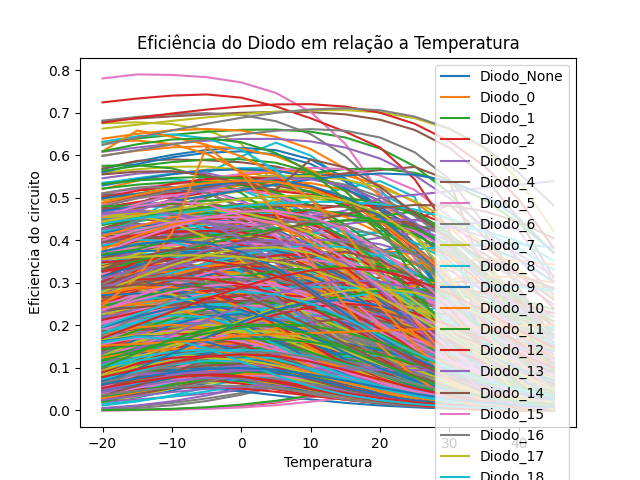 Eficiência do Diodo em relação a Temperatura
Eficiencia do circuito
0.8
0.7
0.6
0.5
0.4
0.3
0.2
0.1
0.0
−20
−10
0
10
20
30
40
Temperatura
Diodo_None
Diodo_0
Diodo_1
Diodo_2
Diodo_3
Diodo_4
Diodo_5
Diodo_6
Diodo_7
Diodo_8
Diodo_9
Diodo_10
Diodo_11
Diodo_12
Diodo_13
Diodo_14
Diodo_15
Diodo_16
Diodo_17
Diodo_18